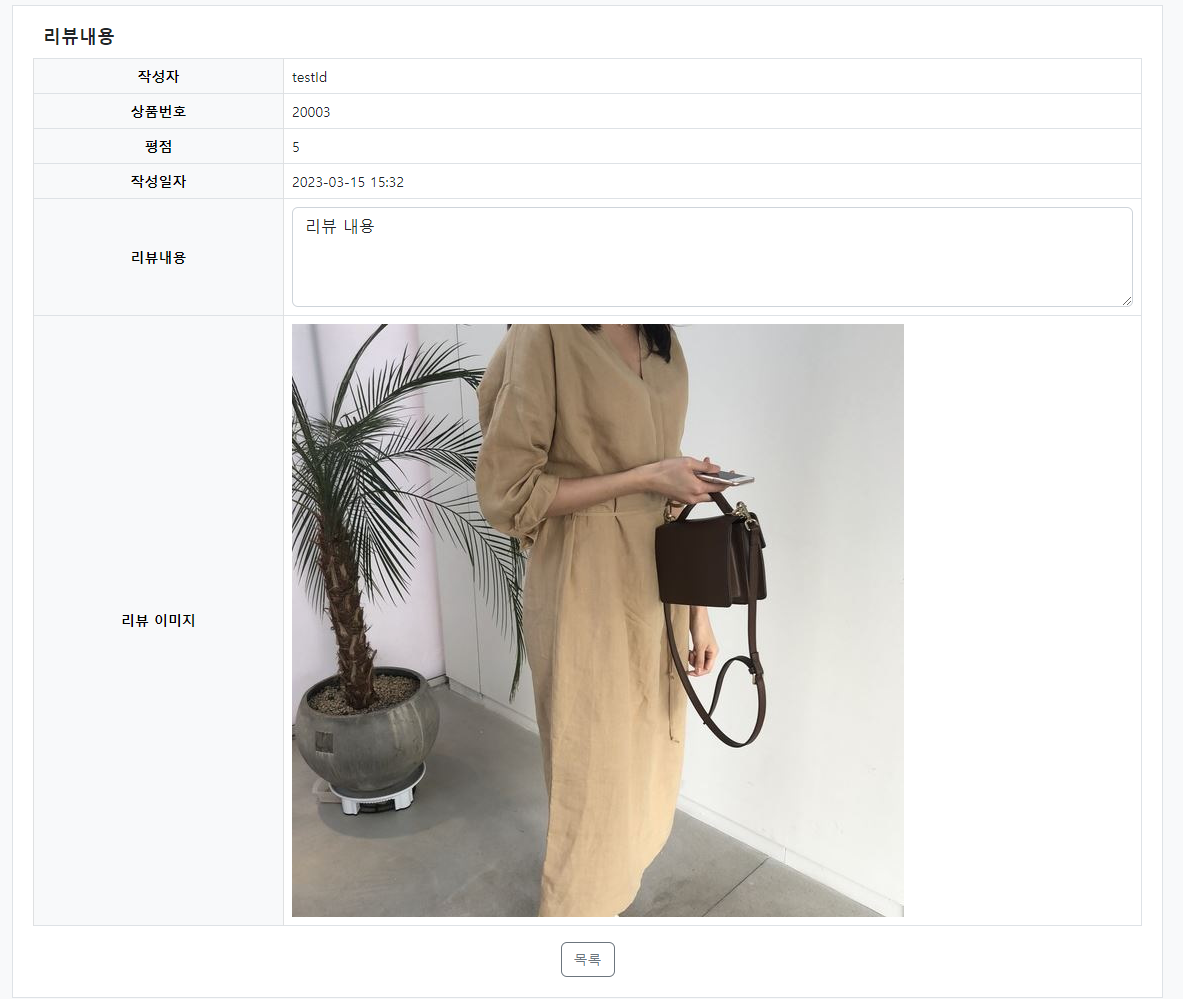 리뷰내용
작성자 testId
상품번호 20003
평점 5
작성일자 2023-03-15 15:32
리뷰내용 리뷰 내용
리뷰 이미지
목록